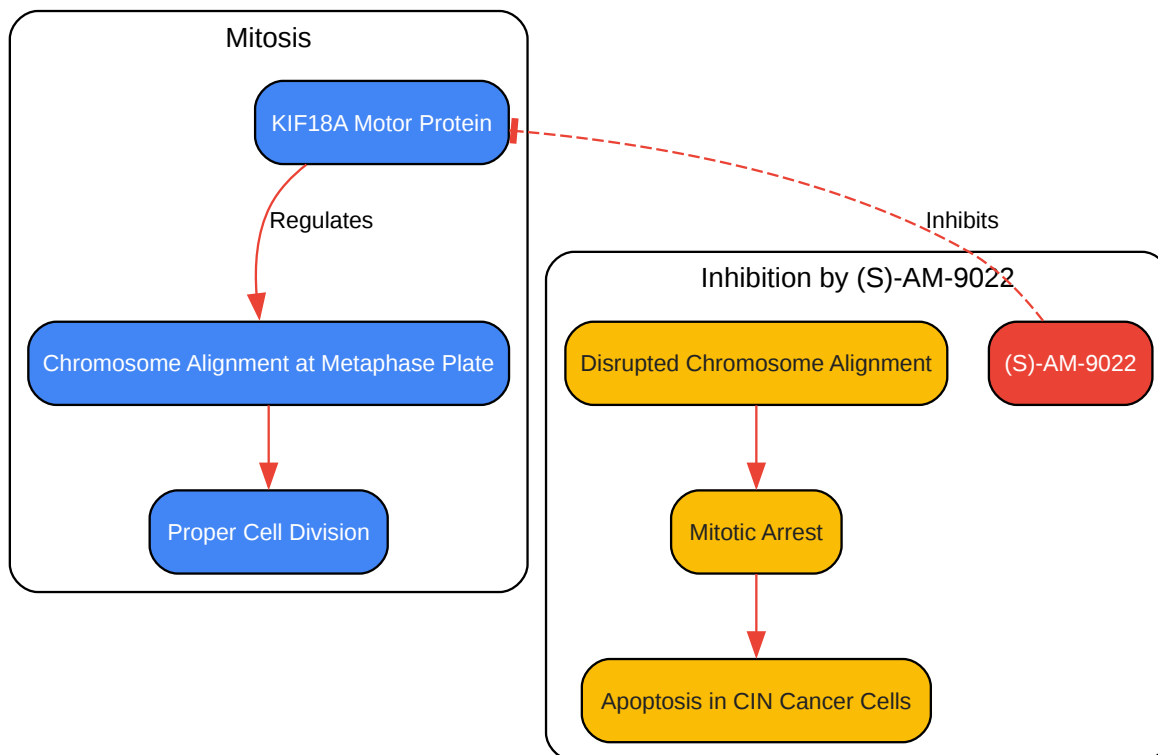 Mitosis
KIF18A Motor Protein
Regulates
Inhibits
Chromosome Alignment at Metaphase Plate
Proper Cell Division
Inhibition by (S)-AM-9022
Disrupted Chromosome Alignment
(S)-AM-9022
Mitotic Arrest
Apoptosis in CIN Cancer Cells